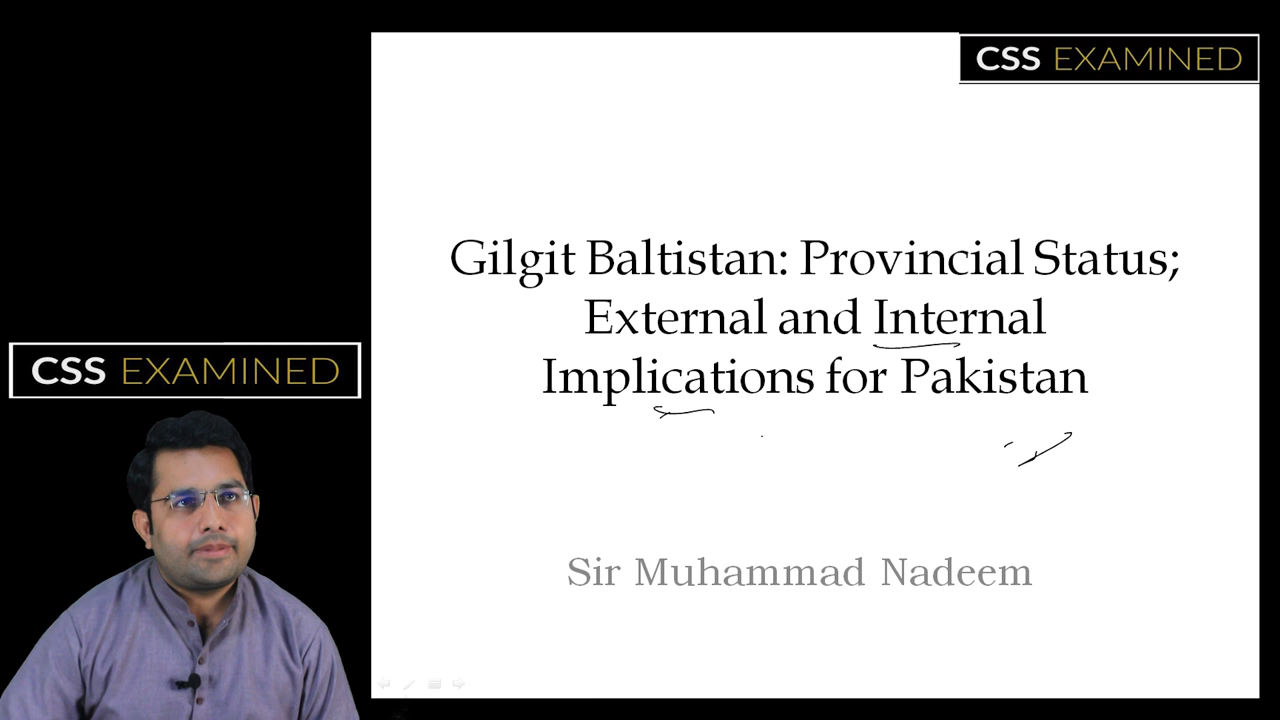 CSS EXAMINED
Gilgit Baltistan: Provincial Status;
External and Internal
Implications for Pakistan
CSS EXAMINED
Sir Muhammad Nadeem